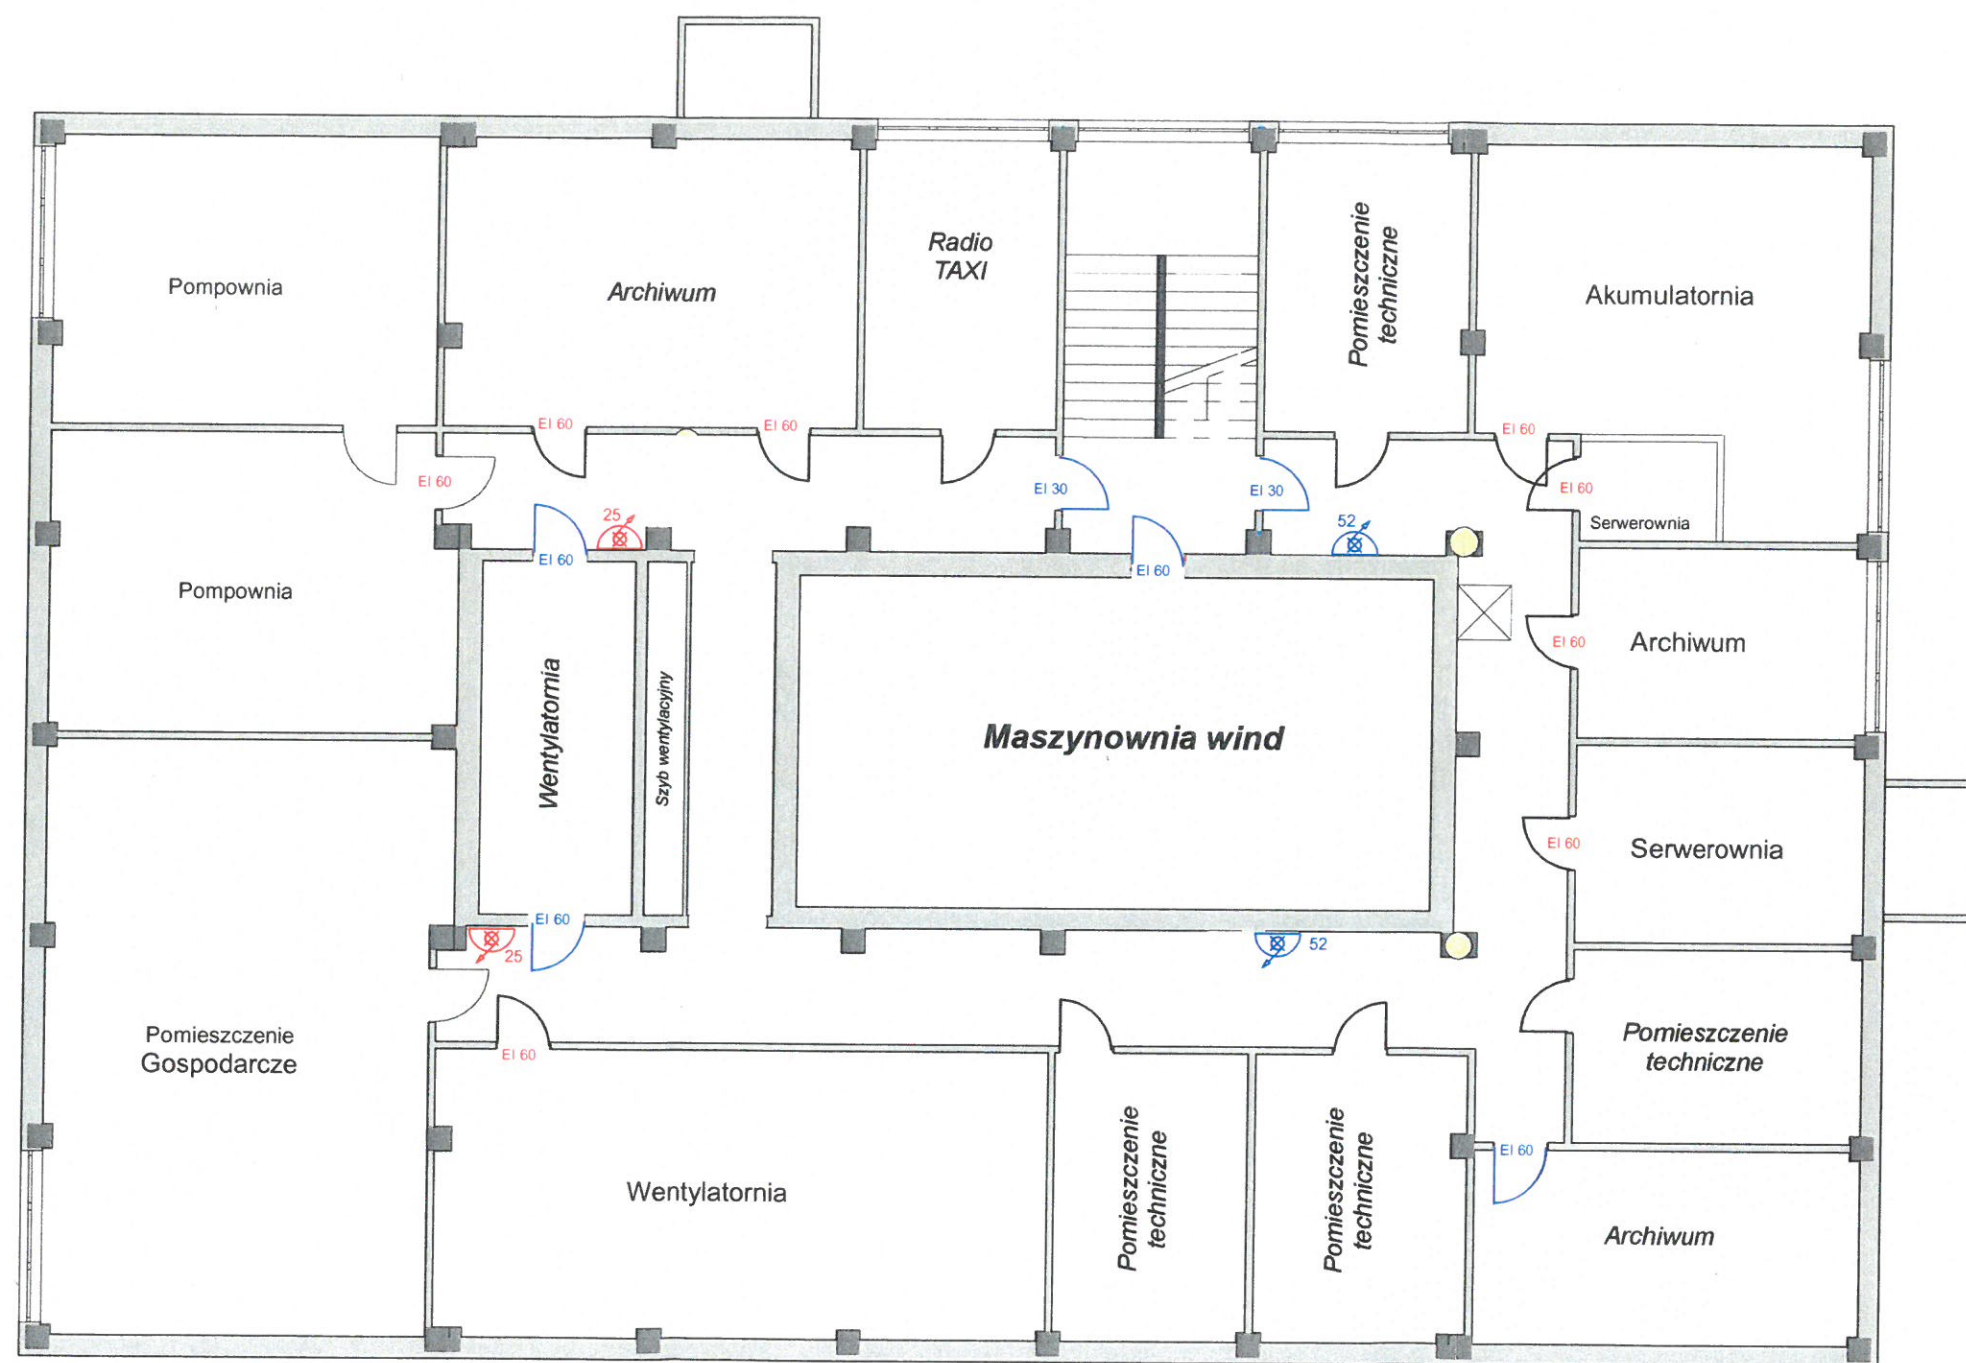 Pompownia
Archiwum
Radio
TAXI
Pomieszczenie
techniczne
Akumulatornia
EI 60
EI 60
EI 60
EI 60
EI 30
EI 30
EI 60
Serwerownia
25
52
EI 60
EI 60
Pompownia
Wentylatornia
Szyb wentylacyjny
Maszynownia wind
EI 60
Archiwum
EI 60
Serwerownia
EI 60
25
52
Pomieszczenie
Gospodarcze
EI 60
Pomieszczenie
techniczne
Wentylatornia
Pomieszczenie
techniczne
Pomieszczenie
techniczne
EI 60
Archiwum